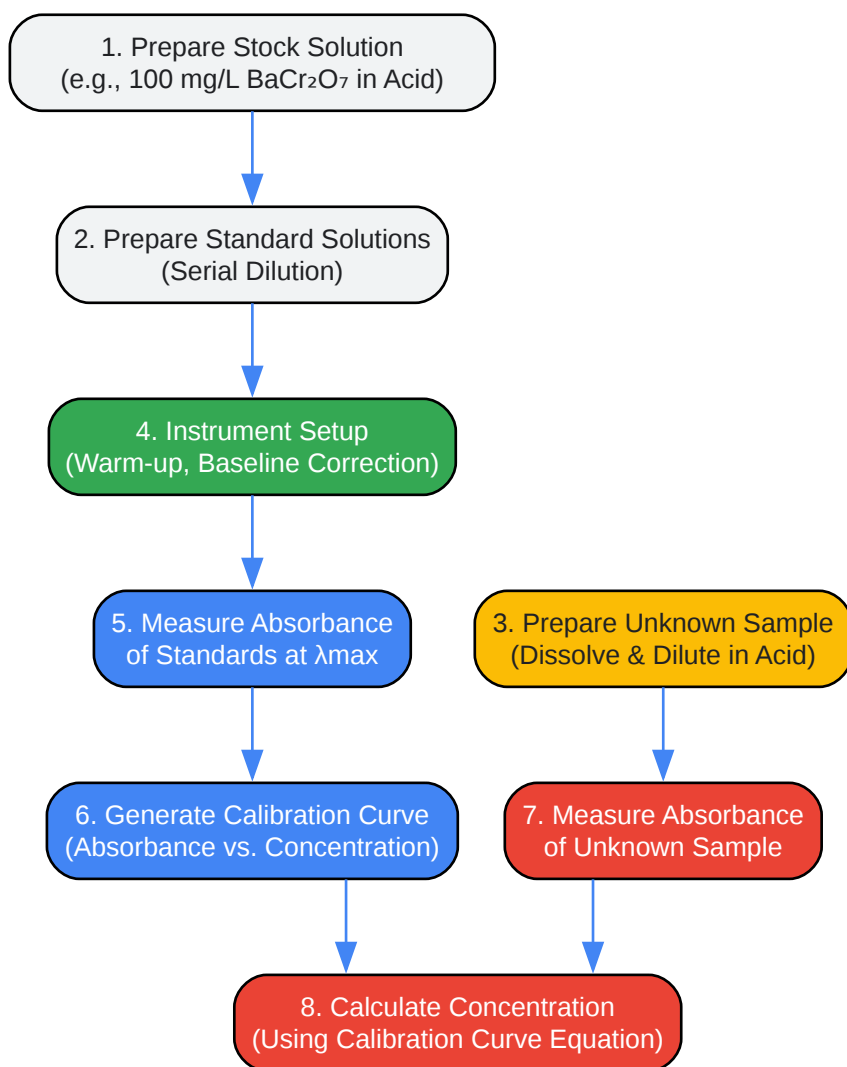 1. Prepare Stock Solution
(e.g., 100 mg/L BaCr₂O₇ in Acid)
2. Prepare Standard Solutions
(Serial Dilution)
4. Instrument Setup
(Warm-up, Baseline Correction)
5. Measure Absorbance
of Standards at λmax
3. Prepare Unknown Sample
(Dissolve & Dilute in Acid)
6. Generate Calibration Curve
(Absorbance vs. Concentration)
7. Measure Absorbance
of Unknown Sample
8. Calculate Concentration
(Using Calibration Curve Equation)